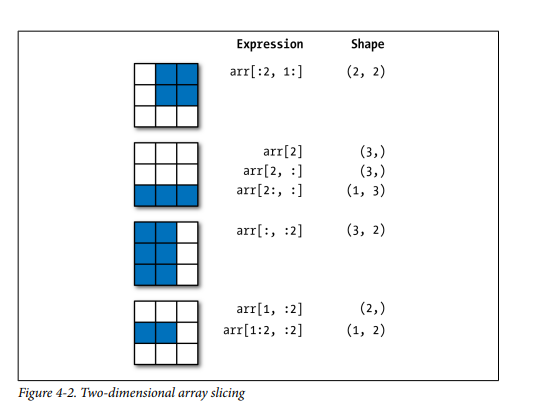 Expression Shape
arr[:2, 1:] (2, 2)
arr[2] (3,)
arr[2, :] (3,)
arr[2:, :] (1, 3)
arr[:, :2] (3, 2)
arr[1, :2] (2,)
arr[1:2, :2] (1, 2)
Figure 4-2. Two-dimensional array slicing